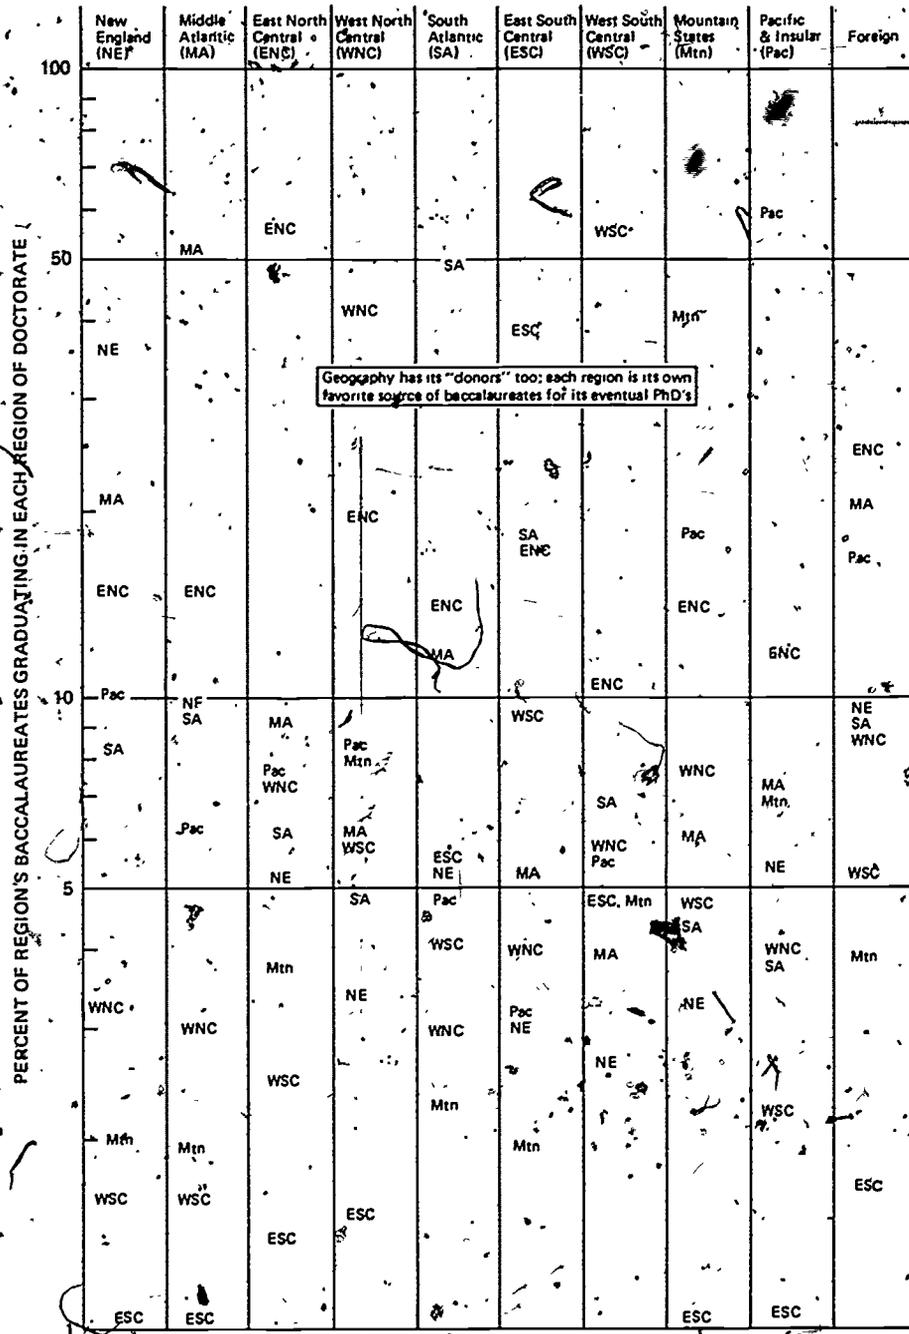 New England (NE)
Middle Atlantic (MA)
East North Central (ENC)
West North Central (WNC)
South Atlantic (SA)
East South Central (ESC)
West South Central (WSC)
Mountain States (Mtn)
Pacific & Insular (Pac)
Foreign
PERCENT OF REGION'S BACCALAUREATES GRADUATING IN EACH REGION OF DOCTORATE
100
50
10
5
1
Geography has its "donors" too; each region is its own
favorite source of baccalaureates for its eventual PhD's
NE
MA
ENC
Pac
SA
WNC
Mtn
WSC
ESC
MA
ENC
NE
SA
Pac
WNC
Mtn
WSC
ESC
ENC
MA
Pac
WNC
SA
NE
Mtn
WSC
ESC
WNC
ENC
Pac
Mtn
MA
WSC
SA
NE
ESC
SA
ENC
MA
ESC
NE
Pac
WSC
WNC
Mtn
ESC
SA
ENC
WSC
MA
WNC
Pac
NE
Mtn
WSC
ENC
SA
WNC
Pac
ESC, Mtn
MA
NE
Mtn
Pac
ENC
WNC
MA
WSC
SA
NE
ESC
Pac
ENC
MA
Mtn
NE
WNC
SA
WSC
ESC
ENC
MA
Pac
NE
SA
WNC
WSC
Mtn
ESC